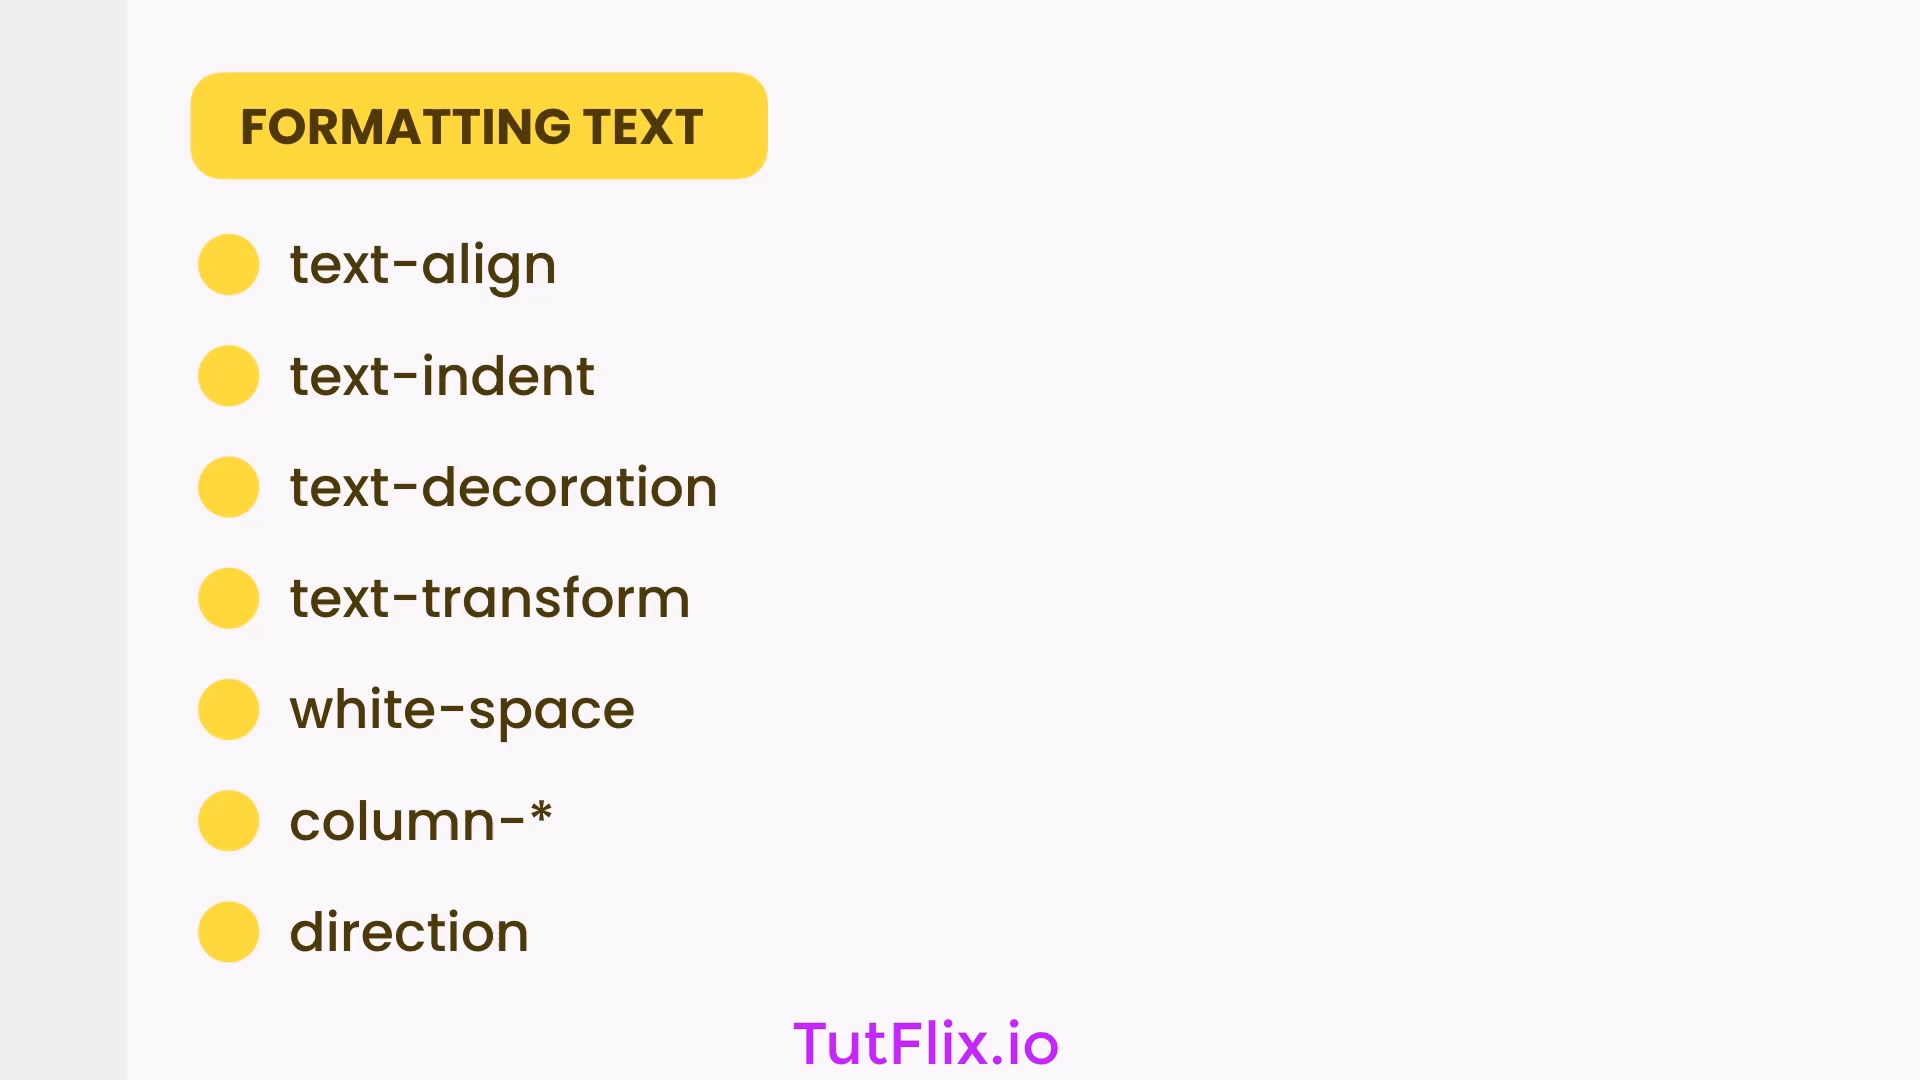 FORMATTING TEXT
text-align
text-indent
text-decoration
text-transform
white-space
column-*
direction
TutFlix.io